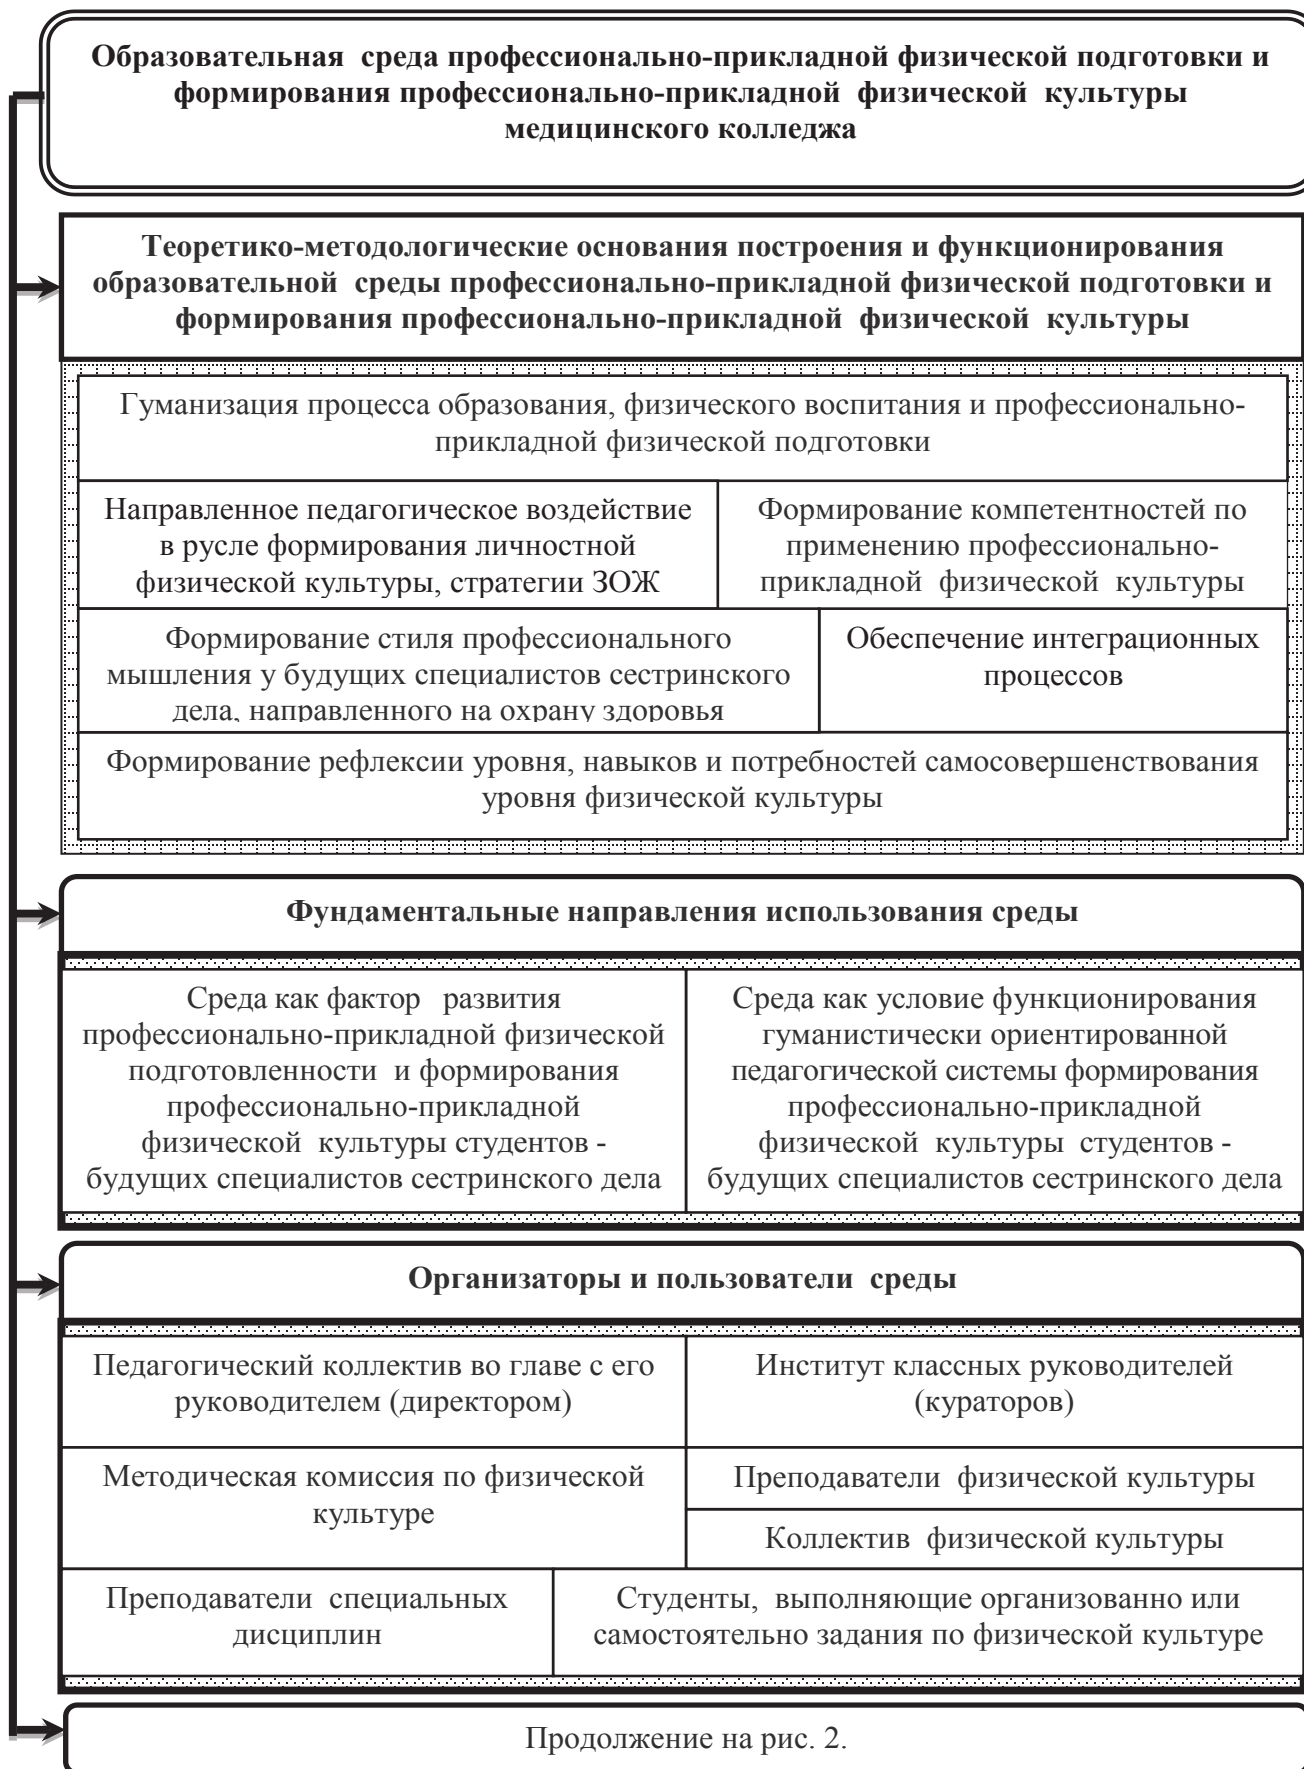 Образовательная среда профессионально-прикладной физической подготовки и
формирования профессионально-прикладной физической культуры
медицинского колледжа
Теоретико-методологические основания построения и функционирования
образовательной среды профессионально-прикладной физической подготовки и
формирования профессионально-прикладной физической культуры
Гуманизация процесса образования, физического воспитания и профессионально-
прикладной физической подготовки
Направленное педагогическое воздействие
в русле формирования личностной
физической культуры, стратегии ЗОЖ
Формирование компетентностей по
применению профессионально-
прикладной физической культуры
Формирование стиля профессионального
мышления у будущих специалистов сестринского
дела, направленного на охрану здоровья
Обеспечение интеграционных
процессов
Формирование рефлексии уровня, навыков и потребностей самосовершенствования
уровня физической культуры
Фундаментальные направления использования среды
Среда как фактор развития
профессионально-прикладной физической
подготовленности и формирования
профессионально-прикладной
физической культуры студентов -
будущих специалистов сестринского дела
Среда как условие функционирования
гуманистически ориентированной
педагогической системы формирования
профессионально-прикладной
физической культуры студентов -
будущих специалистов сестринского дела
Организаторы и пользователи среды
Педагогический коллектив во главе с его
руководителем (директором)
Институт классных руководителей
(кураторов)
Методическая комиссия по физической
культуре
Преподаватели физической культуры
Коллектив физической культуры
Преподаватели специальных
дисциплин
Студенты, выполняющие организованно или
самостоятельно задания по физической культуре
Продолжение на рис. 2.